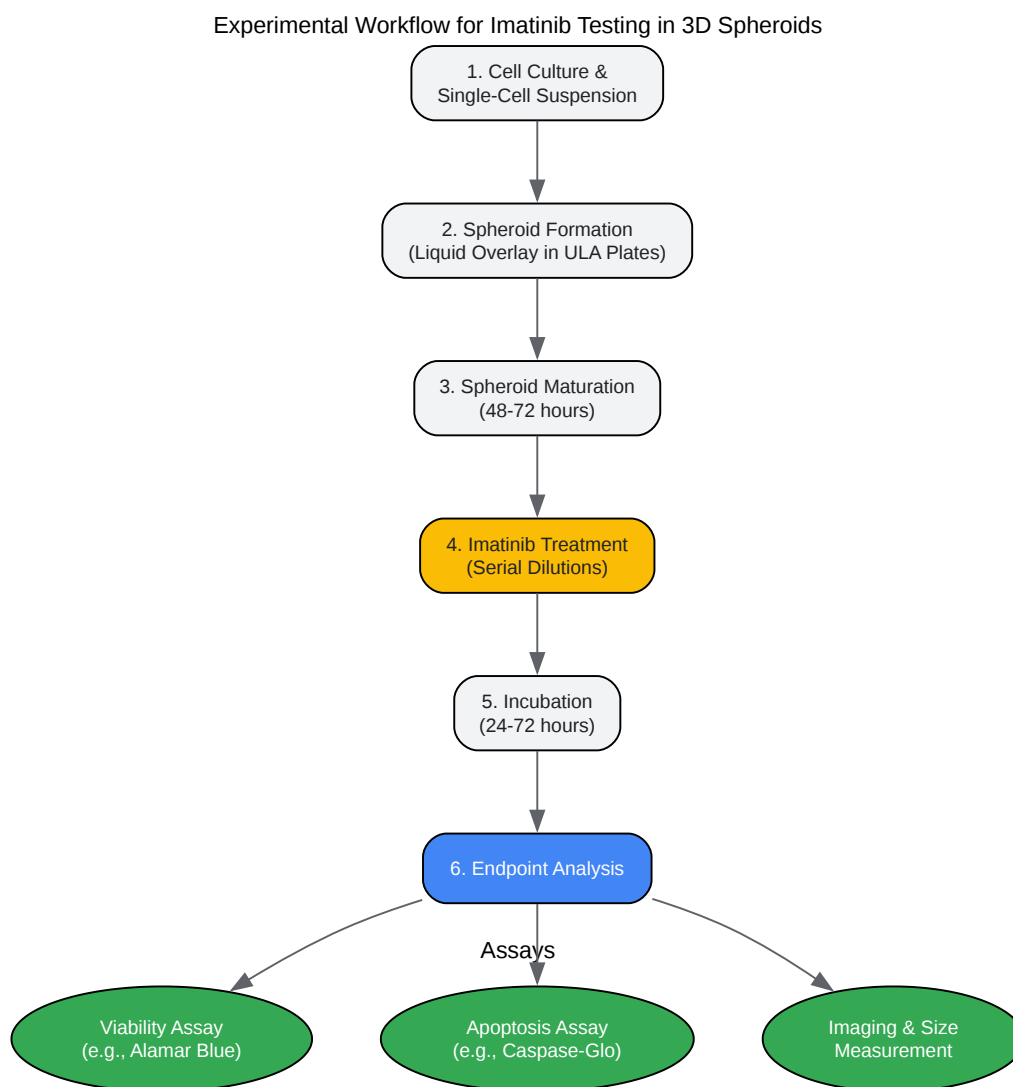 Experimental Workflow for Imatinib Testing in 3D Spheroids
1. Cell Culture &
Single-Cell Suspension
2. Spheroid Formation
(Liquid Overlay in ULA Plates)
3. Spheroid Maturation
(48-72 hours)
4. Imatinib Treatment
(Serial Dilutions)
5. Incubation
(24-72 hours)
6. Endpoint Analysis
Assays
Viability Assay
(e.g., Alamar Blue)
Apoptosis Assay
(e.g., Caspase-Glo)
Imaging & Size
Measurement